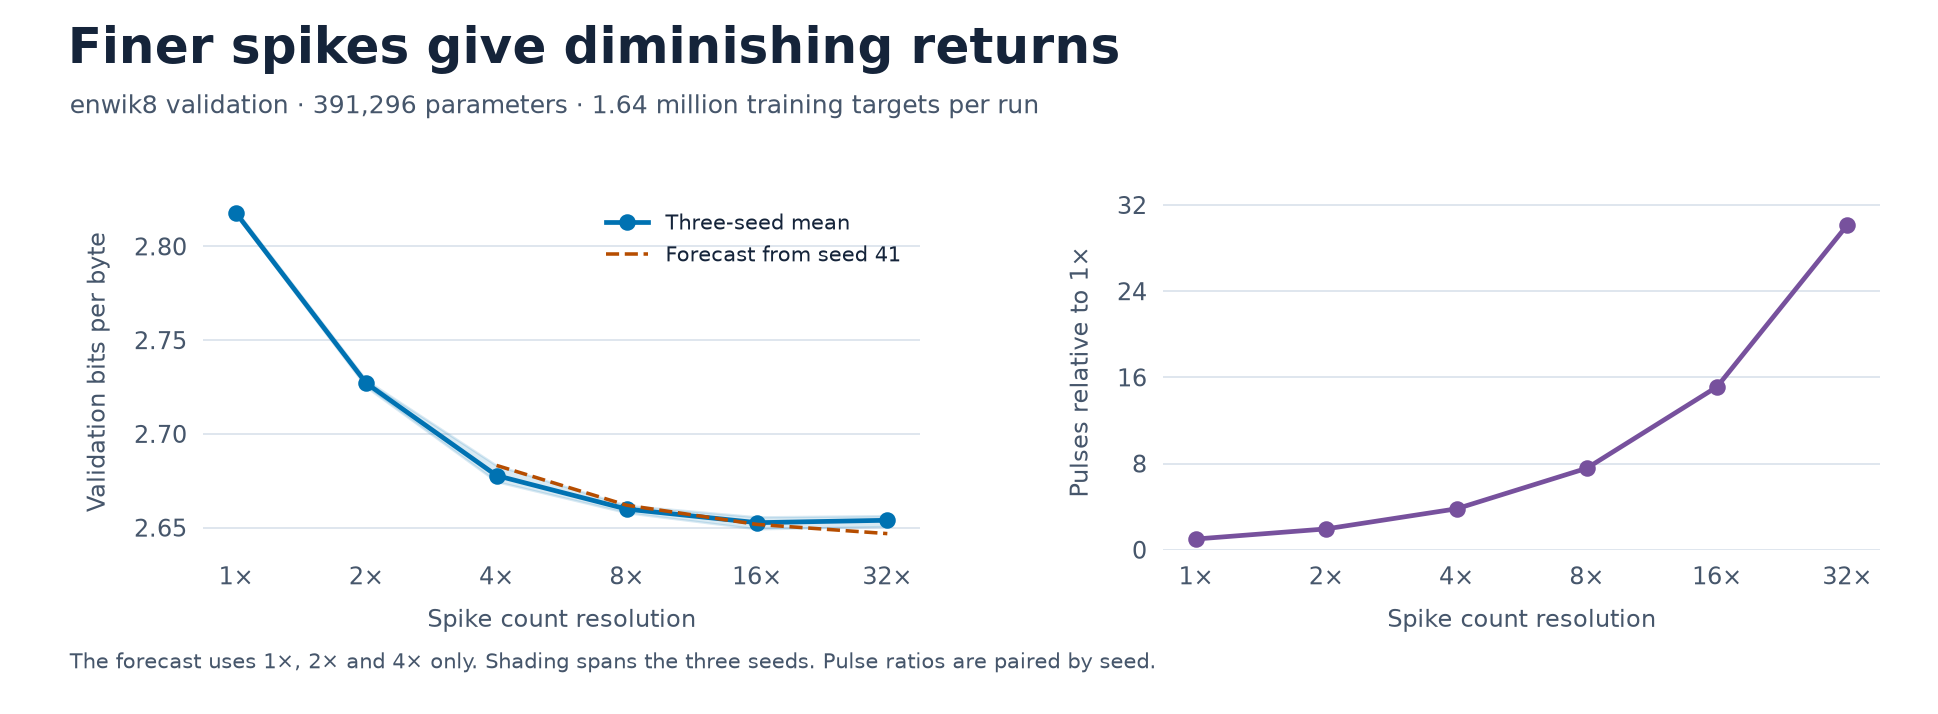 Finer spikes give diminishing returns
enwik8 validation · 391,296 parameters · 1.64 million training targets per run
Validation bits per byte
2.80
2.75
2.70
2.65
Three-seed mean
Forecast from seed 41
1× 2× 4× 8× 16× 32×
Spike count resolution
Pulses relative to 1×
32
24
16
8
0
1× 2× 4× 8× 16× 32×
Spike count resolution
The forecast uses 1×, 2× and 4× only. Shading spans the three seeds. Pulse ratios are paired by seed.